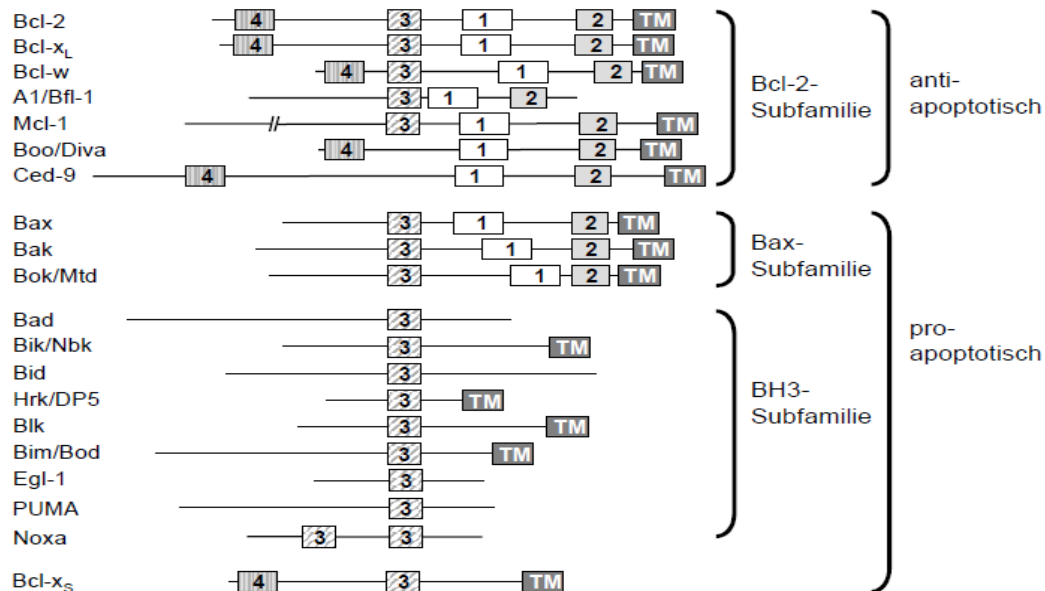 Bcl-2 4 3 1 2 TM
Bcl-xL 4 3 1 2 TM
Bcl-w 4 3 1 2 TM
A1/Bfl-1 3 1 2
Mcl-1 // 3 1 2 TM
Boo/Diva 4 1 2 TM
Ced-9 4 1 2 TM
Bcl-2-
Subfamilie
anti-
apoptotisch
Bax 3 1 2 TM
Bak 3 1 2 TM
Bok/Mtd 3 1 2 TM
Bax-
Subfamilie
Bad 3
Bik/Nbk 3 TM
Bid 3
Hrk/DP5 3 TM
Blk 3 TM
Bim/Bod 3 TM
Egl-1 3
PUMA 3
Noxa 3 3
BH3-
Subfamilie
pro-
apoptotisch
Bcl-xS 4 3 TM